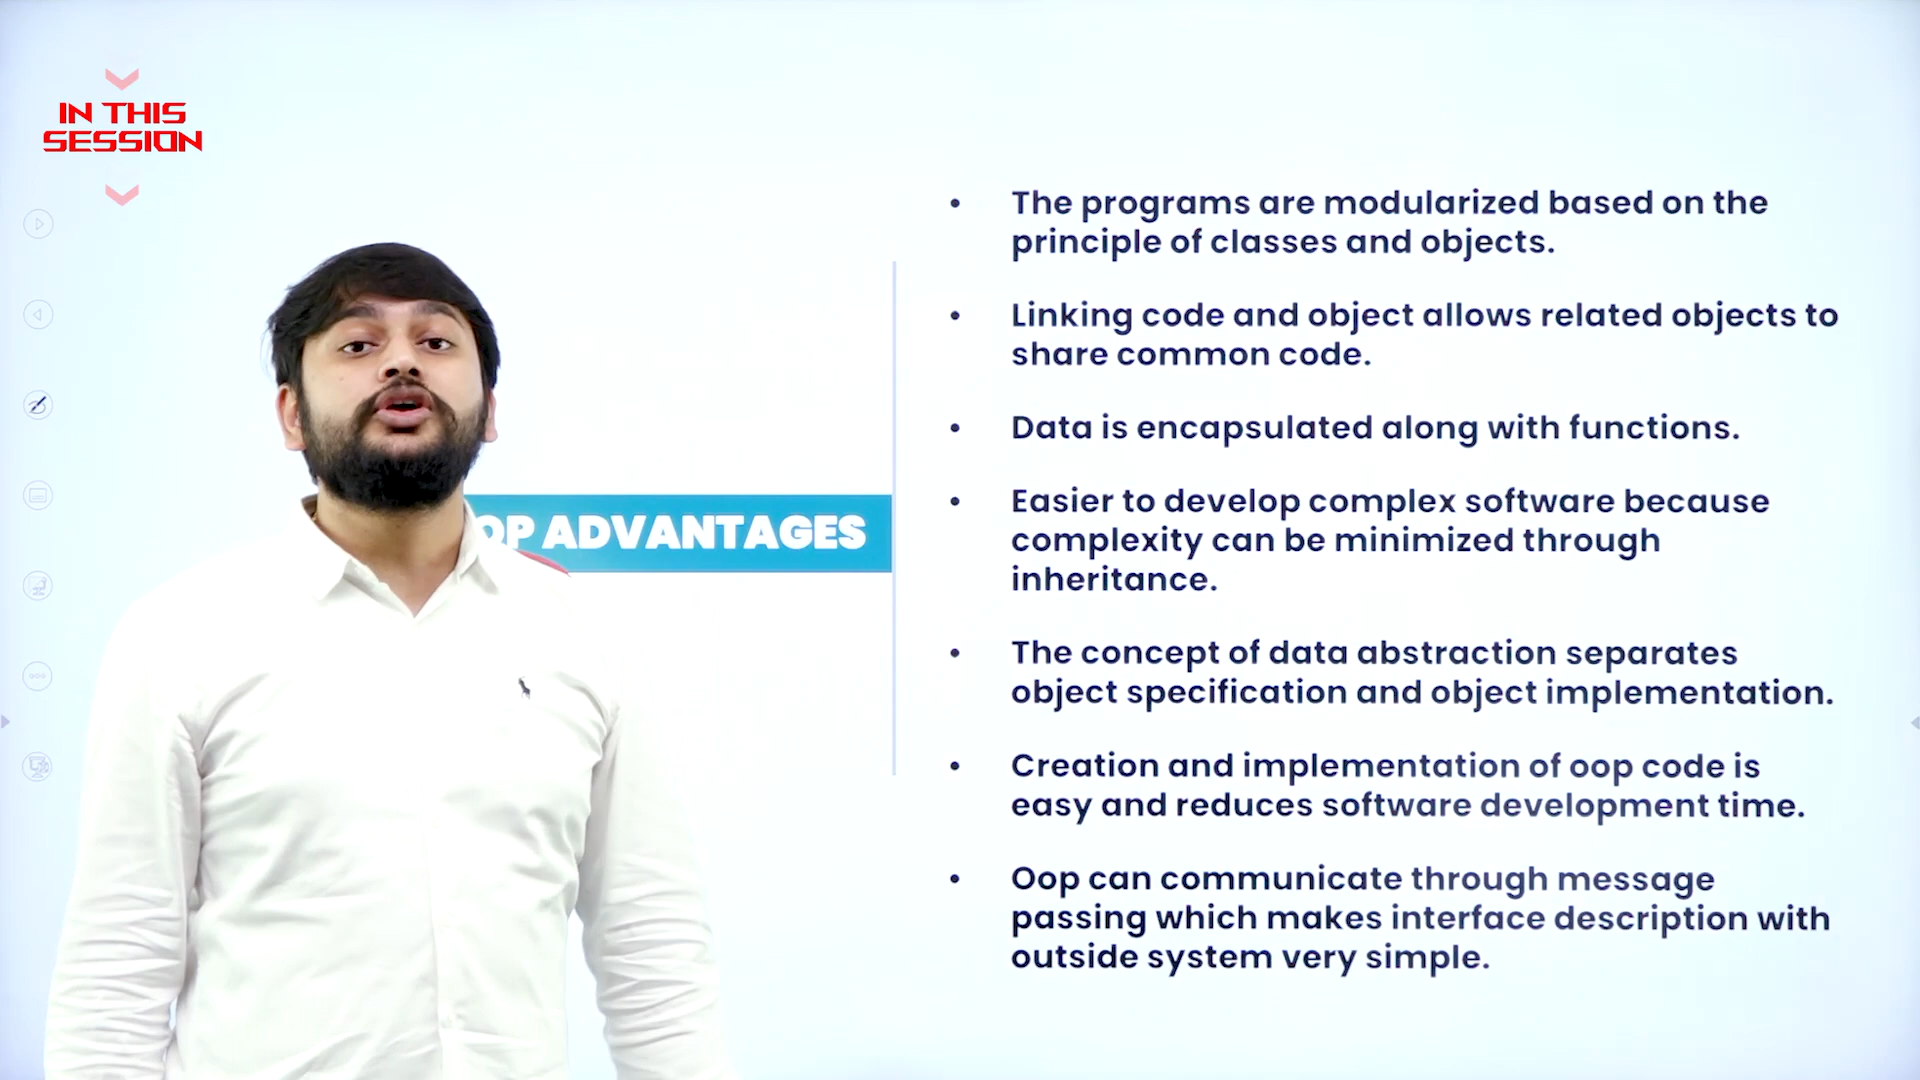 IN THIS
SESSION
OP ADVANTAGES
• The programs are modularized based on the
principle of classes and objects.
• Linking code and object allows related objects to
share common code.
• Data is encapsulated along with functions.
• Easier to develop complex software because
complexity can be minimized through
inheritance.
• The concept of data abstraction separates
object specification and object implementation.
• Creation and implementation of oop code is
easy and reduces software development time.
• Oop can communicate through message
passing which makes interface description with
outside system very simple.